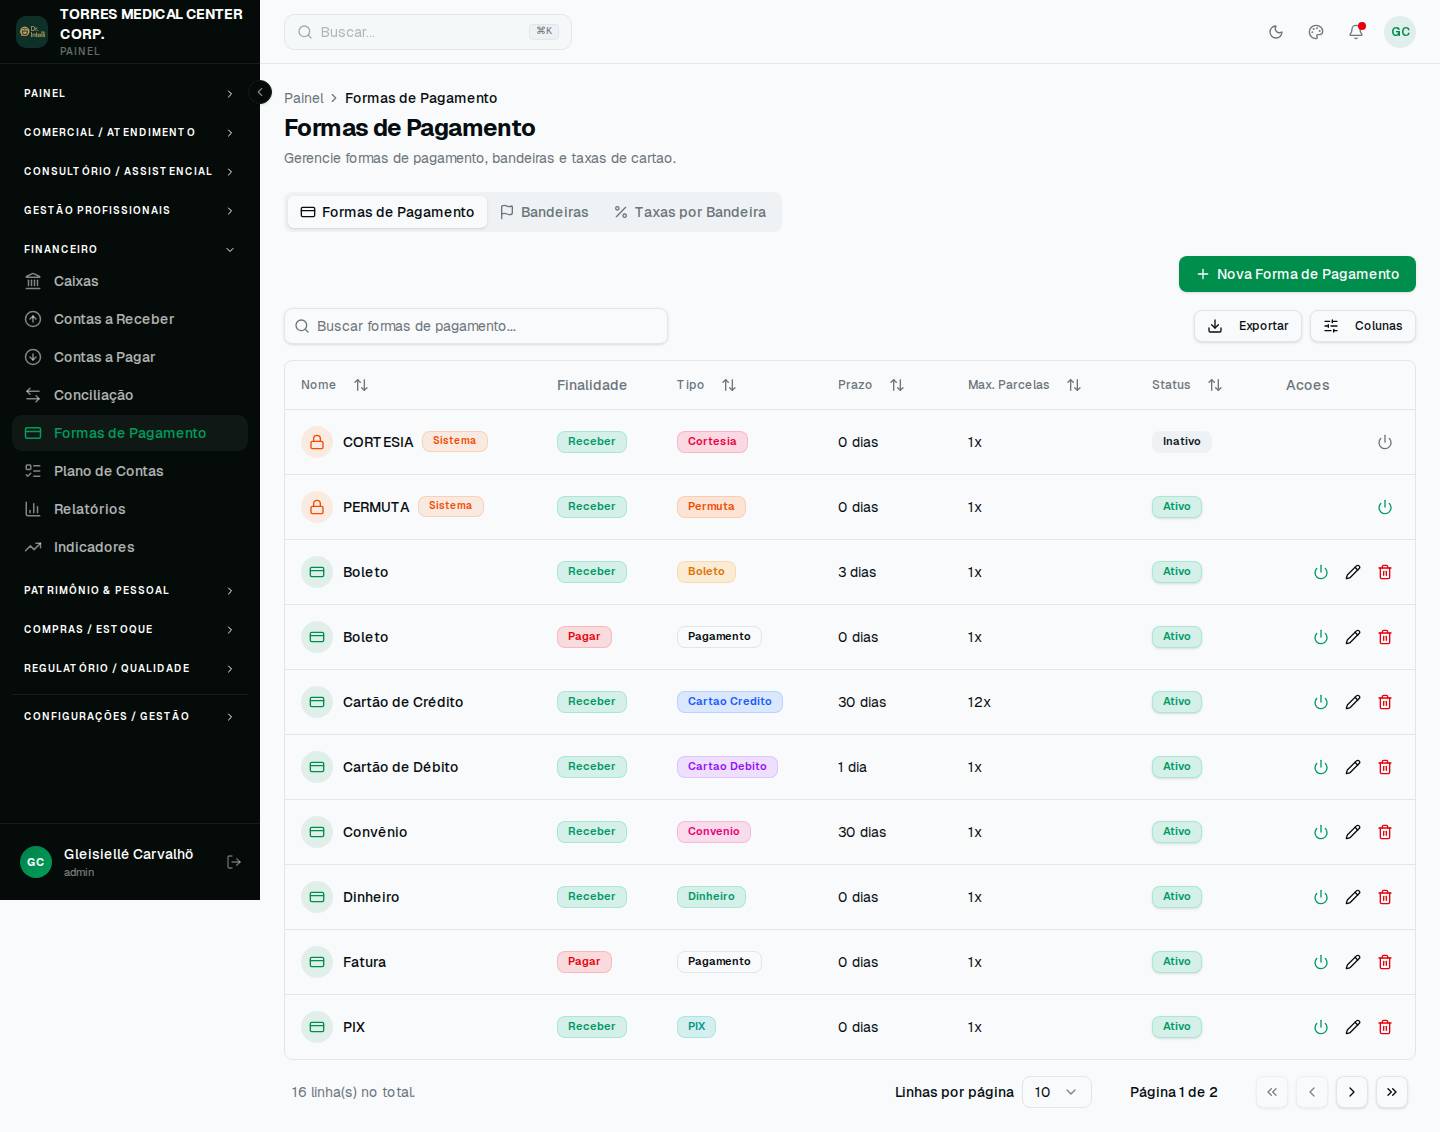 TORRES MEDICAL CENTER CORP.
PAINEL
Dr. Intelli
Buscar...
⌘K
GC
PAINEL
COMERCIAL / ATENDIMENTO
CONSULTÓRIO / ASSISTENCIAL
GESTÃO PROFISSIONAIS
FINANCEIRO
Caixas
Contas a Receber
Contas a Pagar
Conciliação
Formas de Pagamento
Plano de Contas
Relatórios
Indicadores
PATRIMÔNIO & PESSOAL
COMPRAS / ESTOQUE
REGULATÓRIO / QUALIDADE
CONFIGURAÇÕES / GESTÃO
GC
Gleisiellé Carvalhö
admin
Painel > Formas de Pagamento
Formas de Pagamento
Gerencie formas de pagamento, bandeiras e taxas de cartao.
Formas de Pagamento Bandeiras Taxas por Bandeira
Nova Forma de Pagamento
Buscar formas de pagamento...
Exportar Colunas
Nome Finalidade Tipo Prazo Max. Parcelas Status Acoes
CORTESIA Sistema Receber Cortesia 0 dias 1x Inativo
PERMUTA Sistema Receber Permuta 0 dias 1x Ativo
Boleto Receber Boleto 3 dias 1x Ativo
Boleto Pagar Pagamento 0 dias 1x Ativo
Cartão de Crédito Receber Cartao Credito 30 dias 12x Ativo
Cartão de Débito Receber Cartao Debito 1 dia 1x Ativo
Convênio Receber Convenio 30 dias 1x Ativo
Dinheiro Receber Dinheiro 0 dias 1x Ativo
Fatura Pagar Pagamento 0 dias 1x Ativo
PIX Receber PIX 0 dias 1x Ativo
16 linha(s) no total.
Linhas por página 10 Página 1 de 2